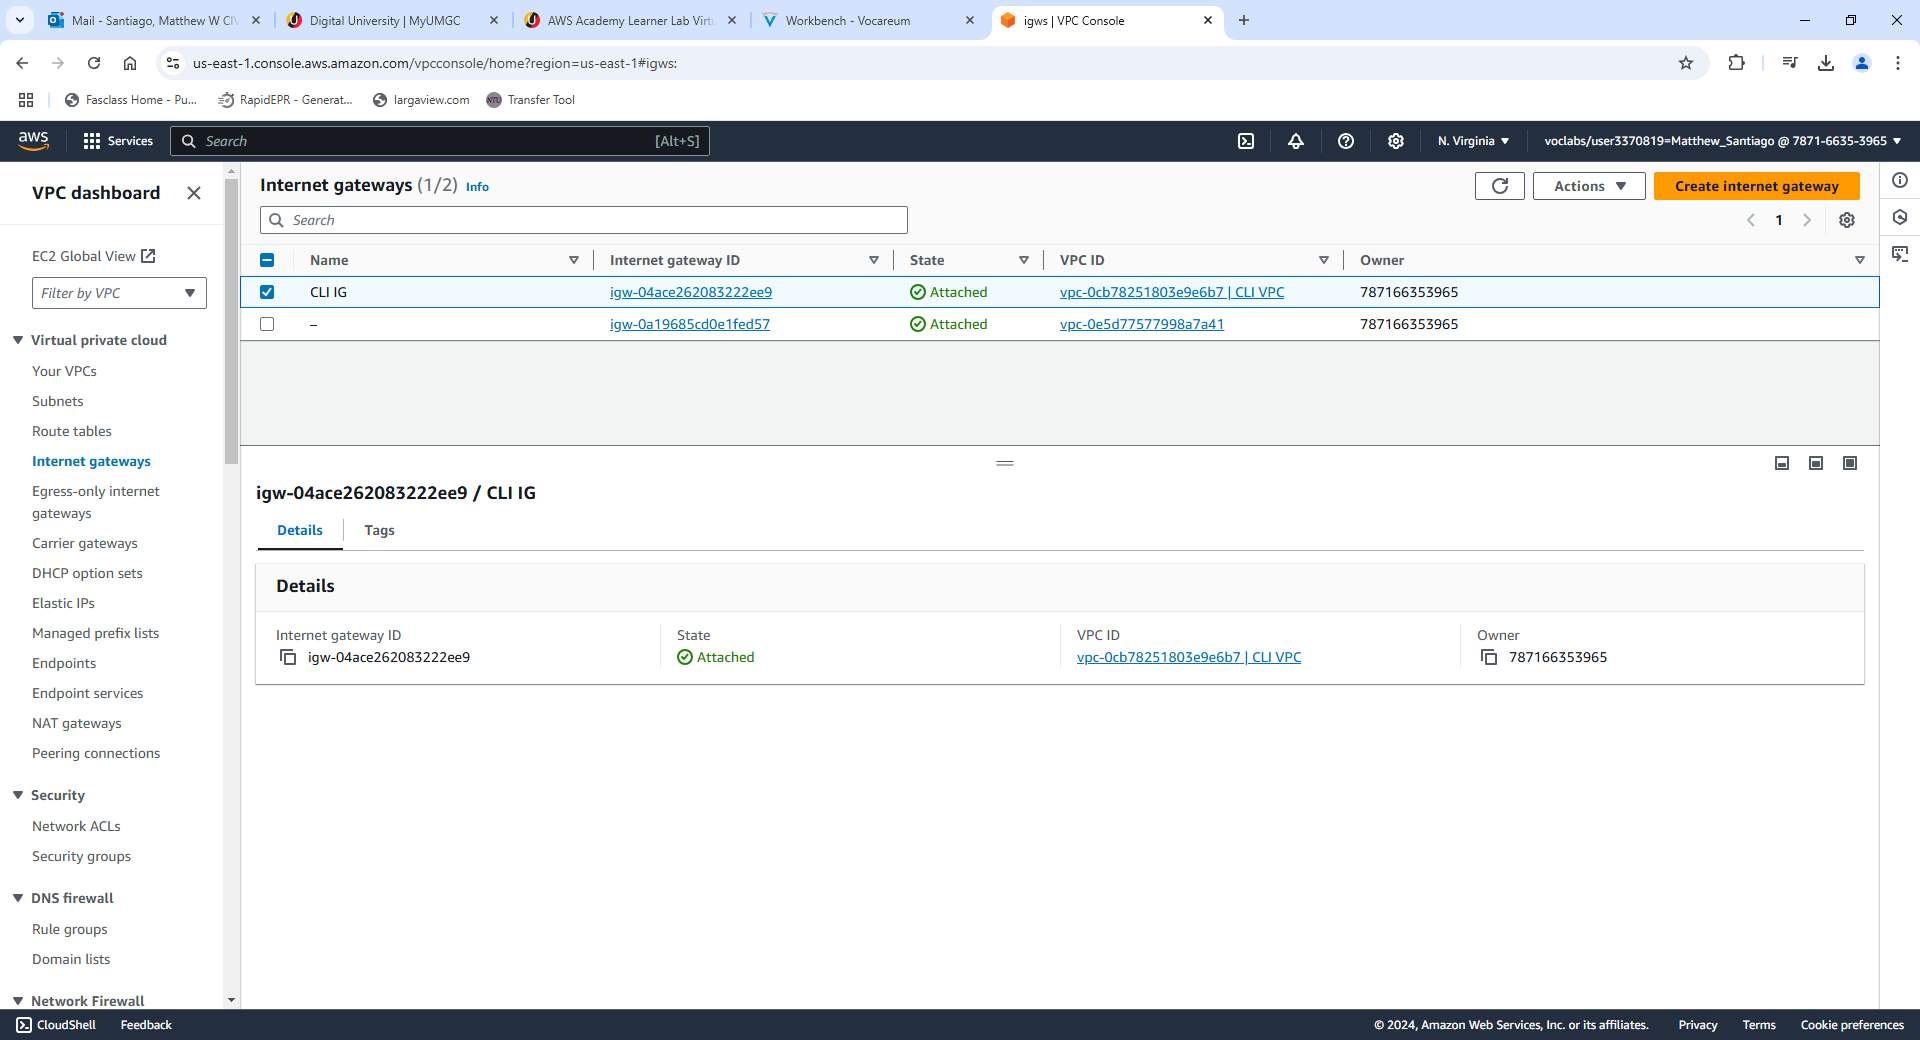 Mail - Santiago, Matthew W CIV
Digital University | MyUMGC
AWS Academy Learner Lab Virtu
Workbench - Vocareum
igws | VPC Console
us-east-1.console.aws.amazon.com/vpcconsole/home?region=us-east-1#igws:
Fasclass Home - Pu...
RapidEPR - Generat...
largaview.com
NTU
Transfer Tool
aws
Services
Search
[Alt+S]
N. Virginia
voclabs/user3370819=Matthew_Santiago @ 7871-6635-3965
VPC dashboard
EC2 Global View
Filter by VPC
Virtual private cloud
Your VPCs
Subnets
Route tables
Internet gateways
Egress-only internet
gateways
Carrier gateways
DHCP option sets
Elastic IPs
Managed prefix lists
Endpoints
Endpoint services
NAT gateways
Peering connections
Security
Network ACLs
Security groups
DNS firewall
Rule groups
Domain lists
Network Firewall
Internet gateways (1/2) Info
Actions
Create internet gateway
Search
1
Name
Internet gateway ID
State
VPC ID
Owner
CLI IG
igw-04ace262083222ee9
Attached
vpc-0cb78251803e9e6b7 | CLI VPC
787166353965
–
igw-0a19685cd0e1fed57
Attached
vpc-0e5d77577998a7a41
787166353965
igw-04ace262083222ee9 / CLI IG
Details
Tags
Details
Internet gateway ID
igw-04ace262083222ee9
State
Attached
VPC ID
vpc-0cb78251803e9e6b7 | CLI VPC
Owner
787166353965
CloudShell
Feedback
© 2024, Amazon Web Services, Inc. or its affiliates.
Privacy
Terms
Cookie preferences